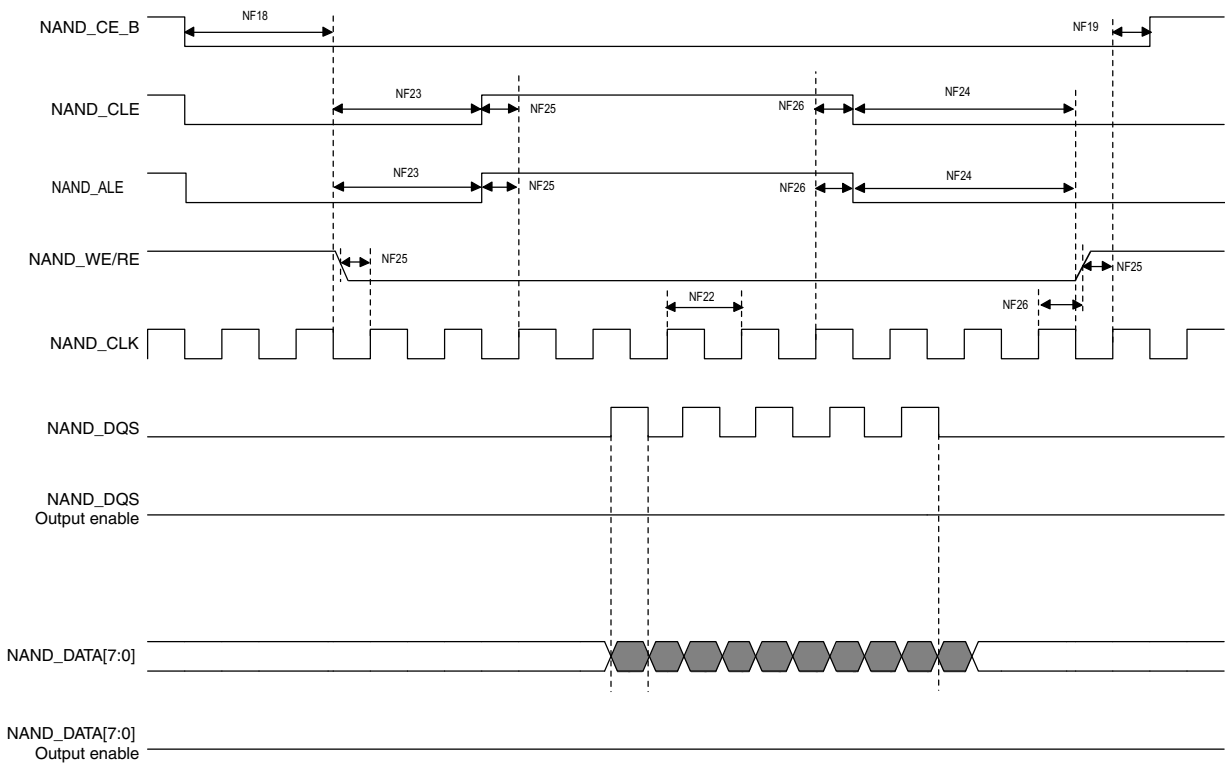 NF18
NAND_CE_B
NF19
NF23
NF24
NAND_CLE
NF25
NF26
NF23
NF24
NAND_ALE
NF25
NF26
NAND_WE/RE
NF25
NF25
NF22
NF26
NAND_CLK
NAND_DQS
NAND_DQS
Output enable
NAND_DATA[7:0]
NAND_DATA[7:0]
Output enable